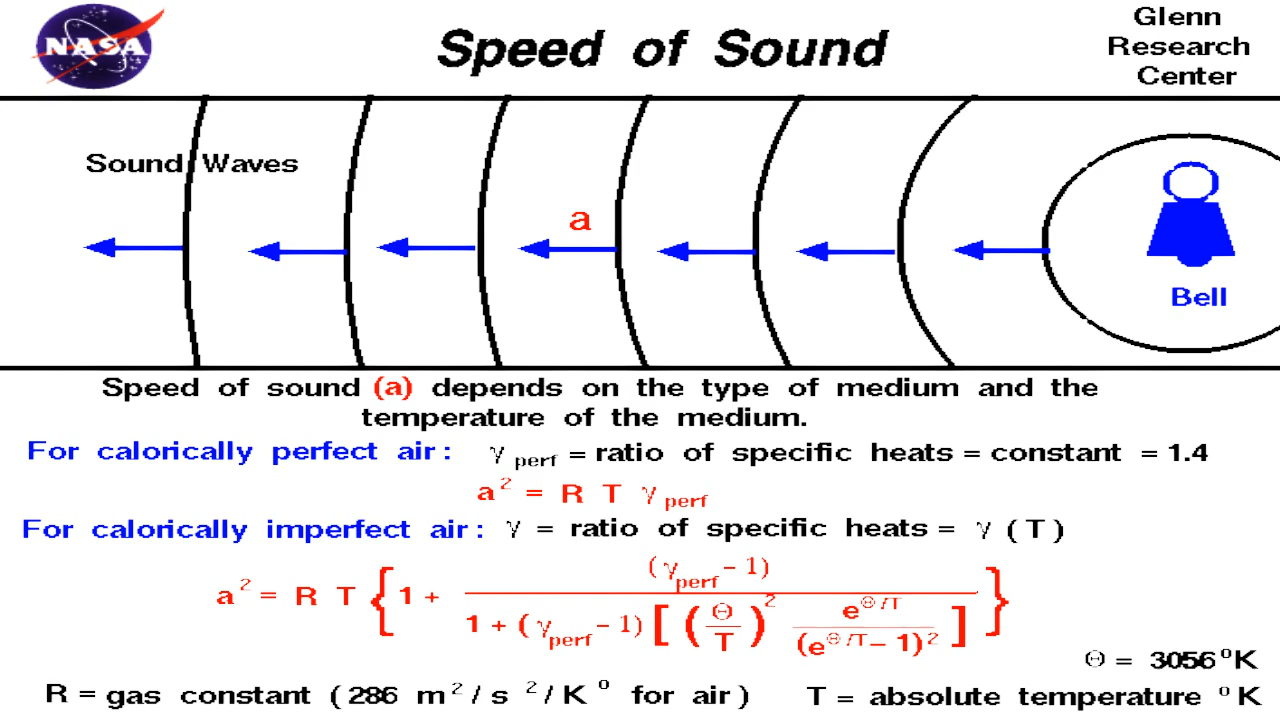 NASA
Speed of Sound
Glenn
Research
Center
Sound Waves
a
Bell
Speed of sound (a) depends on the type of medium and the
temperature of the medium.
For calorically perfect air: γ perf = ratio of specific heats = constant = 1.4
a² = R T γ perf
For calorically imperfect air: γ = ratio of specific heats = γ (T)
a² = R T { 1 + (γ perf - 1) / 1 + (γ perf - 1) [ (Θ/T)² e^Θ/T / (e^Θ/T - 1)² ] }
Θ = 3056 °K
R = gas constant (286 m²/ s ²/ K° for air) T = absolute temperature °K